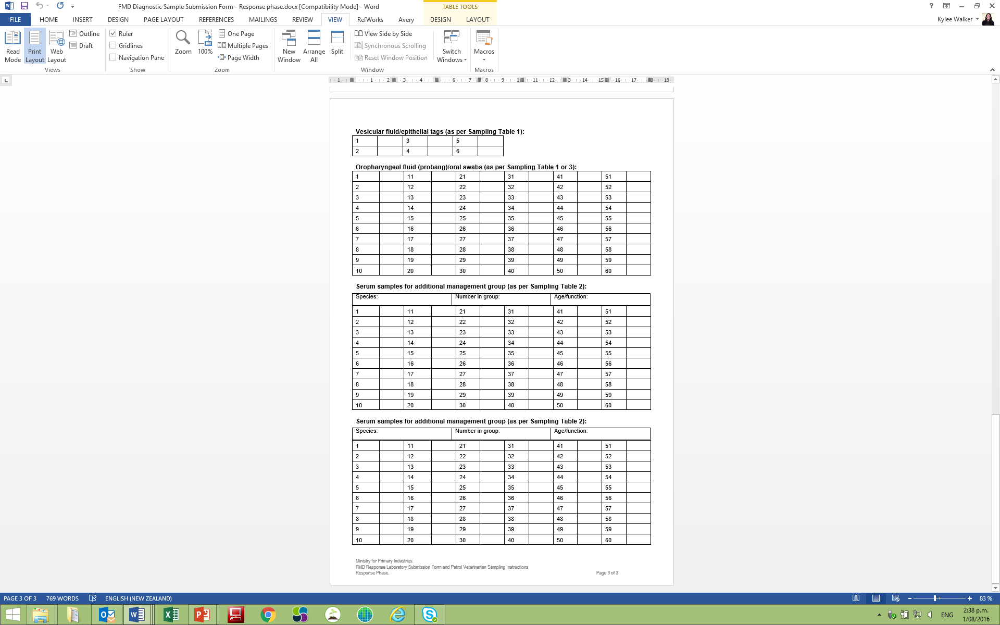 FMD Diagnostic Sample Submission Form - Response phase.docx [Compatibility Mode] - Word
TABLE TOOLS
FILE HOME INSERT DESIGN PAGE LAYOUT REFERENCES MAILINGS REVIEW VIEW RefWorks Avery DESIGN LAYOUT Kylee Walker
Read Mode
Print Layout
Web Layout
Outline
Draft
Views
Ruler
Gridlines
Navigation Pane
Show
Zoom
100%
One Page
Multiple Pages
Page Width
Zoom
New Window
Arrange All
Split
View Side by Side
Synchronous Scrolling
Reset Window Position
Window
Switch Windows
Macros
Macros
Vesicular fluid/epithelial tags (as per Sampling Table 1):
1 3 5
2 4 6
Oropharyngeal fluid (probang)/oral swabs (as per Sampling Table 1 or 3):
1 11 21 31 41 51
2 12 22 32 42 52
3 13 23 33 43 53
4 14 24 34 44 54
5 15 25 35 45 55
6 16 26 36 46 56
7 17 27 37 47 57
8 18 28 38 48 58
9 19 29 39 49 59
10 20 30 40 50 60
Serum samples for additional management group (as per Sampling Table 2):
Species: Number in group: Age/function:
1 11 21 31 41 51
2 12 22 32 42 52
3 13 23 33 43 53
4 14 24 34 44 54
5 15 25 35 45 55
6 16 26 36 46 56
7 17 27 37 47 57
8 18 28 38 48 58
9 19 29 39 49 59
10 20 30 40 50 60
Serum samples for additional management group (as per Sampling Table 2):
Species: Number in group: Age/function:
1 11 21 31 41 51
2 12 22 32 42 52
3 13 23 33 43 53
4 14 24 34 44 54
5 15 25 35 45 55
6 16 26 36 46 56
7 17 27 37 47 57
8 18 28 38 48 58
9 19 29 39 49 59
10 20 30 40 50 60
Ministry for Primary Industries.
FMD Response Laboratory Submission Form and Patrol Veterinarian Sampling Instructions.
Response Phase. Page 3 of 3
PAGE 3 OF 3 769 WORDS ENGLISH (NEW ZEALAND) 83 %
ENG
2:38 p.m.
1/08/2016